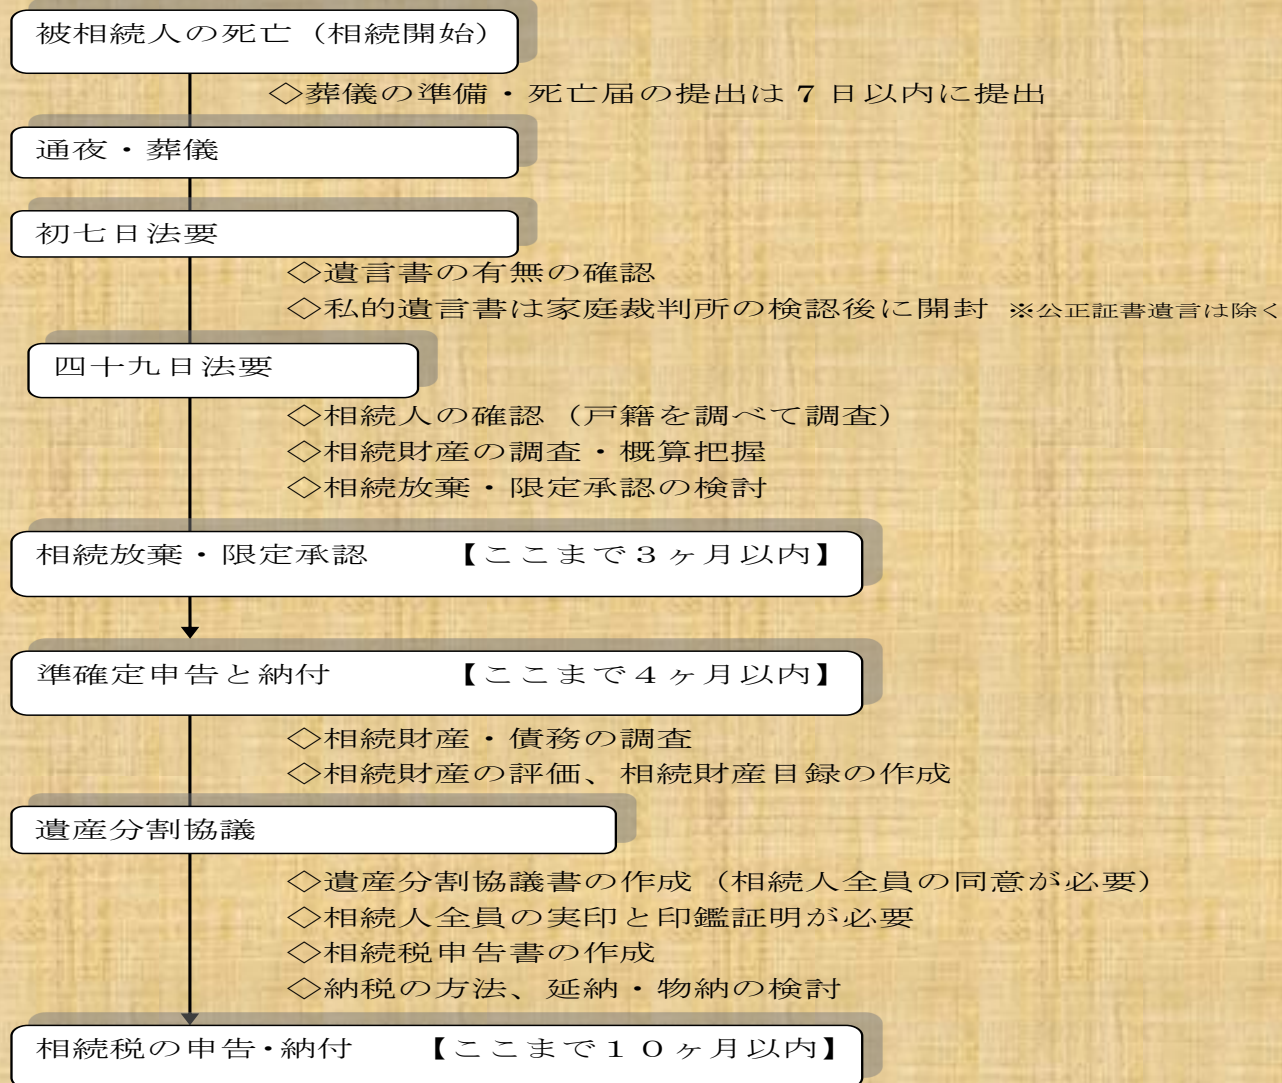 被相続人の死亡（相続開始）
◇葬儀の準備・死亡届の提出は７日以内に提出
通夜・葬儀
初七日法要
◇遺言書の有無の確認
◇私的遺言書は家庭裁判所の検認後に開封 ※公正証書遺言は除く
四十九日法要
◇相続人の確認（戸籍を調べて調査）
◇相続財産の調査・概算把握
◇相続放棄・限定承認の検討
相続放棄・限定承認 【ここまで３ヶ月以内】
準確定申告と納付 【ここまで４ヶ月以内】
◇相続財産・債務の調査
◇相続財産の評価、相続財産目録の作成
遺産分割協議
◇遺産分割協議書の作成（相続人全員の同意が必要）
◇相続人全員の実印と印鑑証明が必要
◇相続税申告書の作成
◇納税の方法、延納・物納の検討
相続税の申告・納付 【ここまで１０ヶ月以内】